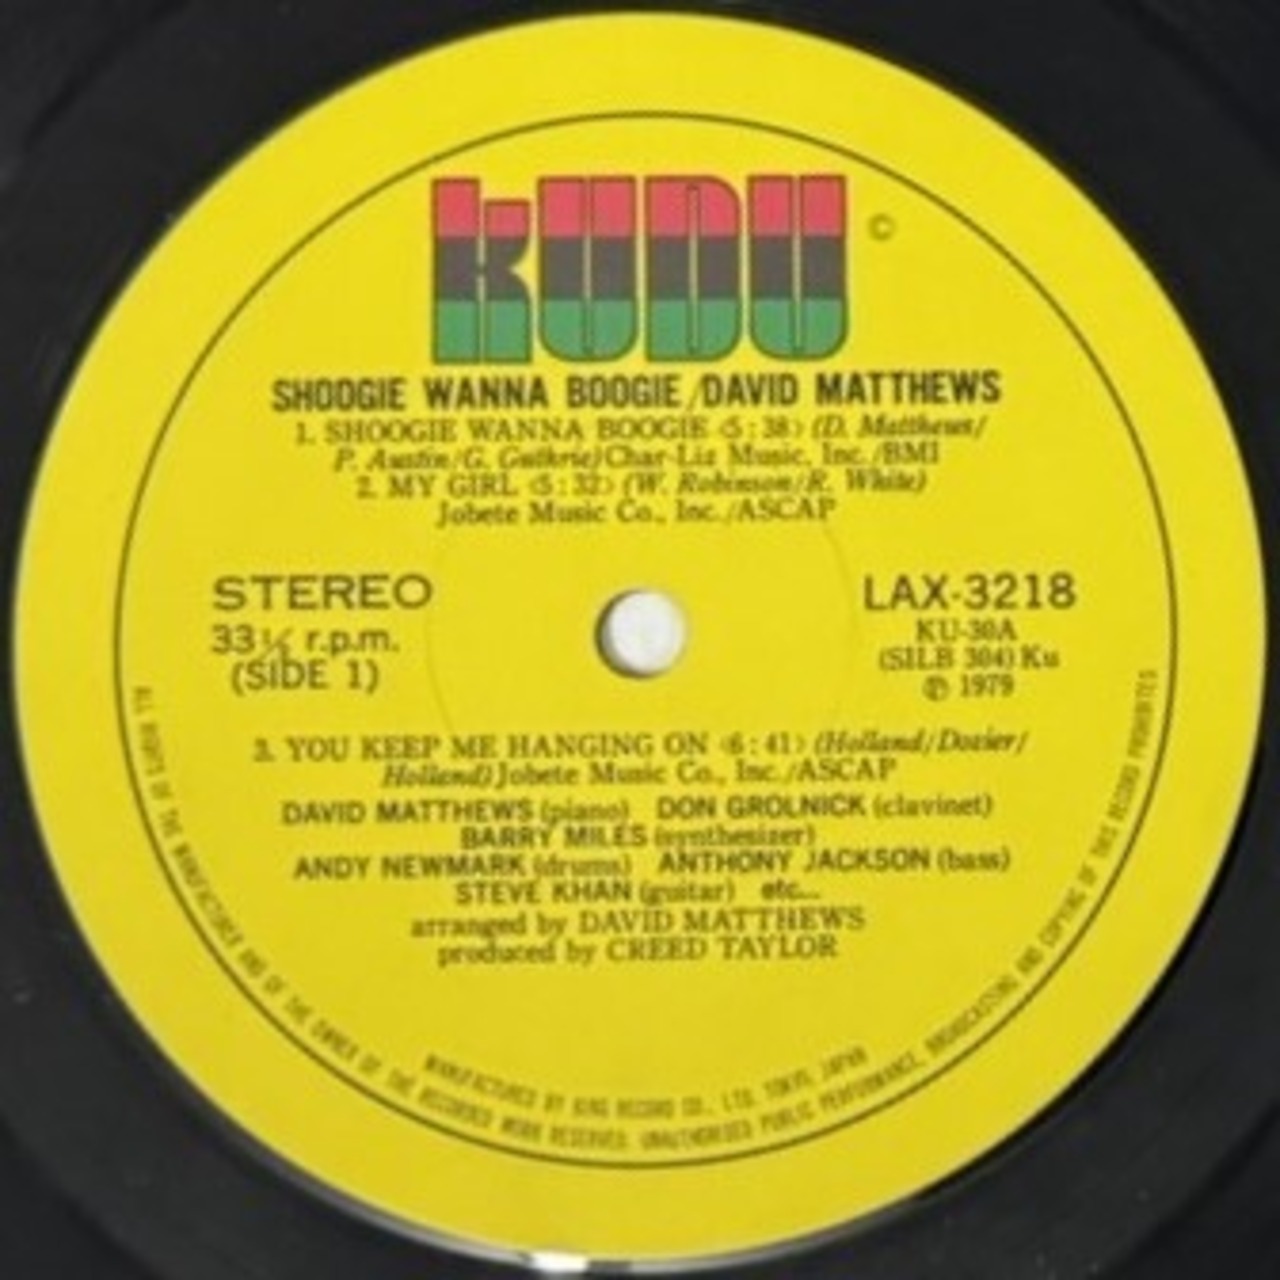 KUDU ©
SHOOGIE WANNA BOOGIE/DAVID MATTHEWS
1. SHOOGIE WANNA BOOGIE <5:38> (D. Matthews/
P. Austin/G. Guthrie)Char-Liz Music, Inc./BMI
2. MY GIRL <5:32> (W. Robinson/R. White)
Jobete Music Co., Inc./ASCAP
STEREO
33⅓ r.p.m.
(SIDE 1)
LAX-3218
KU-30A
(SILB 304) Ku
℗ 1979
3. YOU KEEP ME HANGING ON <6:41> (Holland/Dozier/
Holland)Jobete Music Co., Inc./ASCAP
DAVID MATTHEWS (piano) DON GROLNICK (clavinet)
BARRY MILES (synthesizer)
ANDY NEWMARK (drums) ANTHONY JACKSON (bass)
STEVE KHAN (guitar) etc...
arranged by DAVID MATTHEWS
produced by CREED TAYLOR
MANUFACTURED BY KING RECORD CO., LTD. TOKYO, JAPAN
ALL RIGHTS OF THE MANUFACTURER AND OF THE OWNER OF THE RECORDED WORK RESERVED. UNAUTHORISED PUBLIC PERFORMANCE, BROADCASTING AND COPYING OF THIS RECORD PROHIBITED